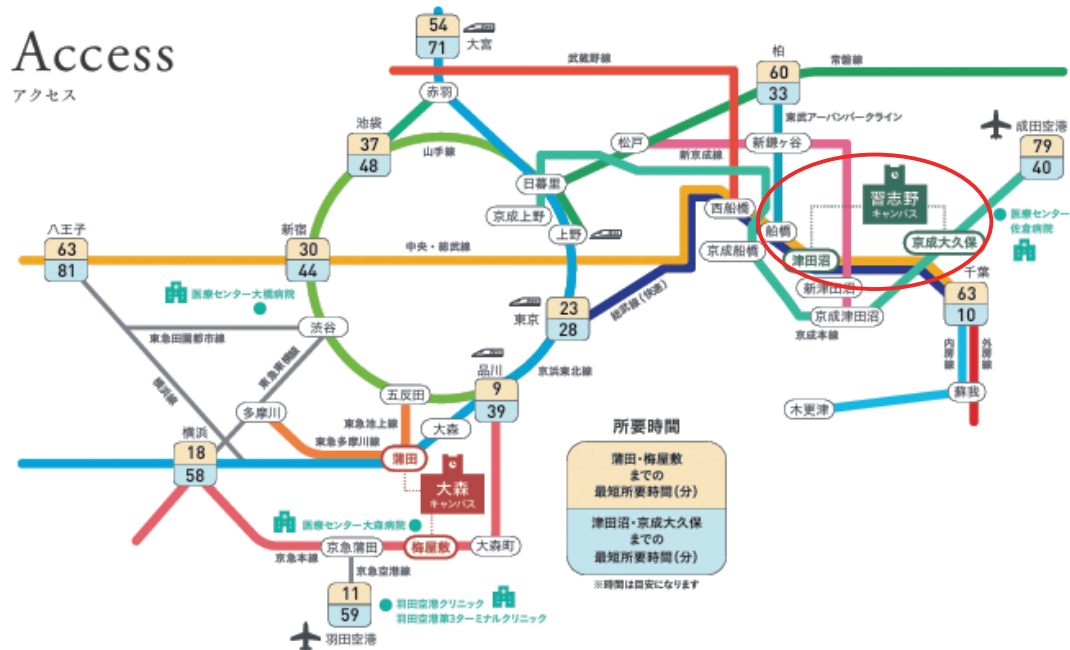 Access
アクセス
54
71
大宮
武蔵野線
柏
60
33
常磐線
赤羽
東武アーバンパークライン
池袋
37
48
山手線
松戸
新京成線
新鎌ヶ谷
成田空港
79
40
日暮里
京成上野
上野
西船橋
船橋
京成船橋
習志野
キャンパス
津田沼
京成大久保
医療センター
佐倉病院
八王子
63
81
新宿
30
44
中央・総武線
新津田沼
千葉
63
10
医療センター大橋病院
東京
23
28
総武線(快速)
京成津田沼
京成本線
東急田園都市線
渋谷
東急東横線
横浜線
品川
9
39
京浜東北線
内房線
外房線
五反田
蘇我
木更津
多摩川
東急池上線
大森
東急多摩川線
横浜
18
58
蒲田
大森
キャンパス
所要時間
蒲田・梅屋敷
までの
最短所要時間(分)
津田沼・京成大久保
までの
最短所要時間(分)
※時間は目安になります
医療センター大森病院
京急本線
京急蒲田
梅屋敷
大森町
京急空港線
11
59
羽田空港
羽田空港クリニック
羽田空港第3ターミナルクリニック